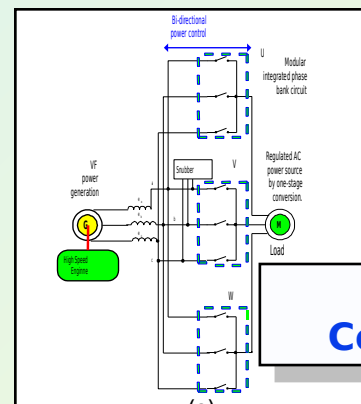 Bi-directional
power control
U
Modular
integrated phase
bank circuit
Snubber
VF
power
generation
V
Regulated AC
power source
by one-stage
conversion.
G
M
Load
High Speed
Enginne
W
Co